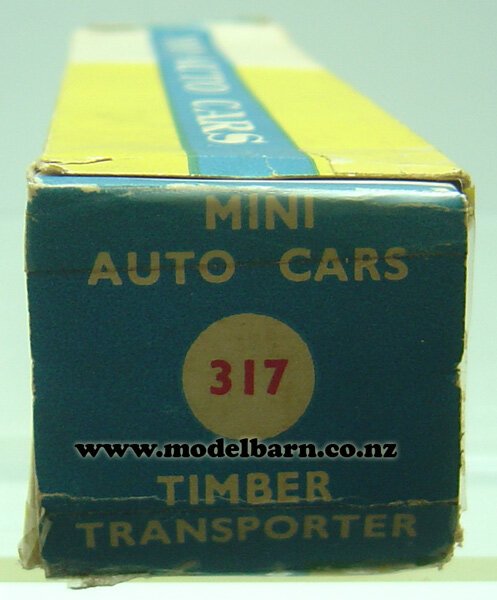 AUTO CARS
MINI
AUTO CARS
317
www.modelbarn.co.nz
TIMBER
TRANSPORTER